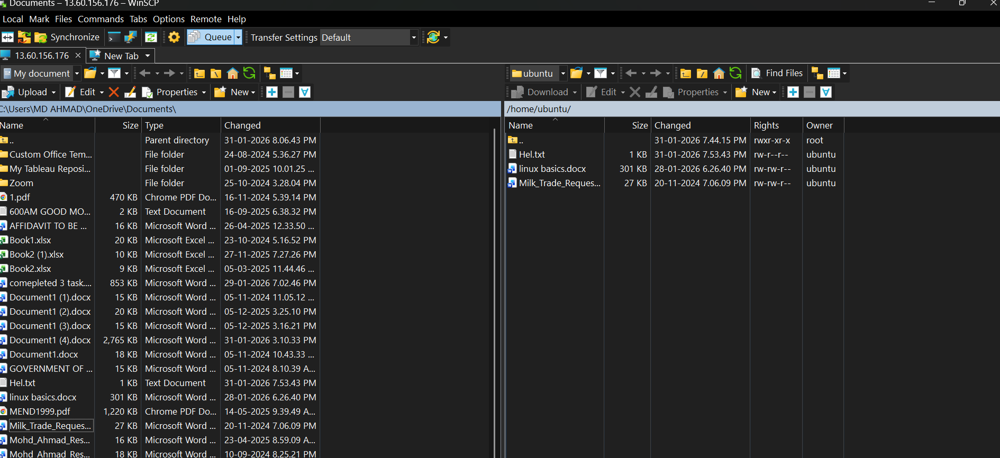 Documents – 13.60.156.176 – WinSCP
Local Mark Files Commands Tabs Options Remote Help
Synchronize Queue Transfer Settings Default
13.60.156.176 × New Tab
My document
Upload Edit Properties New
C:\Users\MD AHMAD\OneDrive\Documents\
Name Size Type Changed
.. Parent directory 31-01-2026 8.06.43 PM
Custom Office Tem... File folder 24-08-2024 5.36.27 PM
My Tableau Reposi... File folder 01-09-2025 10.01.25 ...
Zoom File folder 25-10-2024 3.28.04 PM
1.pdf 470 KB Chrome PDF Do... 16-11-2024 5.39.14 PM
600AM GOOD MO... 2 KB Text Document 16-09-2025 6.38.32 PM
AFFIDAVIT TO BE ... 16 KB Microsoft Word ... 26-04-2025 12.33.50 ...
Book1.xlsx 20 KB Microsoft Excel ... 23-10-2024 5.16.52 PM
Book2 (1).xlsx 10 KB Microsoft Excel ... 27-11-2025 7.27.26 PM
Book2.xlsx 9 KB Microsoft Excel ... 05-03-2025 11.44.46 ...
comepleted 3 task.... 853 KB Microsoft Word ... 29-01-2026 7.02.46 PM
Document1 (1).docx 15 KB Microsoft Word ... 05-11-2024 11.05.12 ...
Document1 (2).docx 20 KB Microsoft Word ... 05-12-2025 3.25.10 PM
Document1 (3).docx 15 KB Microsoft Word ... 05-12-2025 3.16.21 PM
Document1 (4).docx 2,765 KB Microsoft Word ... 31-01-2026 3.10.33 PM
Document1.docx 18 KB Microsoft Word ... 05-11-2024 10.43.33 ...
GOVERNMENT OF ... 15 KB Microsoft Word ... 05-11-2024 8.10.39 A...
Hel.txt 1 KB Text Document 31-01-2026 7.53.43 PM
linux basics.docx 301 KB Microsoft Word ... 28-01-2026 6.26.40 PM
MEND1999.pdf 1,220 KB Chrome PDF Do... 14-05-2025 9.39.49 A...
Milk_Trade_Reques... 27 KB Microsoft Word ... 20-11-2024 7.06.09 PM
Mohd_Ahmad_Res... 16 KB Microsoft Word ... 23-04-2025 8.59.09 A...
Mohd_Ahmad_Res... 18 KB Microsoft Word ... 10-09-2024 8.25.21 PM
ubuntu Find Files
Download Edit Properties New
/home/ubuntu/
Name Size Changed Rights Owner
.. 31-01-2026 7.44.15 PM rwxr-xr-x root
Hel.txt 1 KB 31-01-2026 7.53.43 PM rw-r--r-- ubuntu
linux basics.docx 301 KB 28-01-2026 6.26.40 PM rw-rw-r-- ubuntu
Milk_Trade_Reques... 27 KB 20-11-2024 7.06.09 PM rw-rw-r-- ubuntu